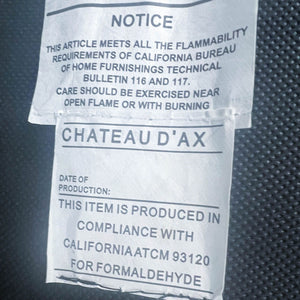 NOTICE
THIS ARTICLE MEETS ALL THE FLAMMABILITY
REQUIREMENTS OF CALIFORNIA BUREAU
OF HOME FURNISHINGS TECHNICAL
BULLETIN 116 AND 117.
CARE SHOULD BE EXERCISED NEAR
OPEN FLAME OR WITH BURNING
CHATEAU D'AX
DATE OF
PRODUCTION:
THIS ITEM IS PRODUCED IN
COMPLIANCE WITH
CALIFORNIA ATCM 93120
FOR FORMALDEHYDE